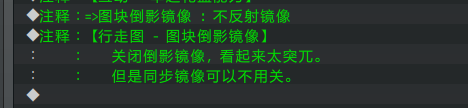 ◆注释：=>图块倒影镜像 : 不反射镜像
◆注释：【行走图 - 图块倒影镜像】
：    ：  关闭倒影镜像，看起来太突兀。
：    ：  但是同步镜像可以不用关。
◆